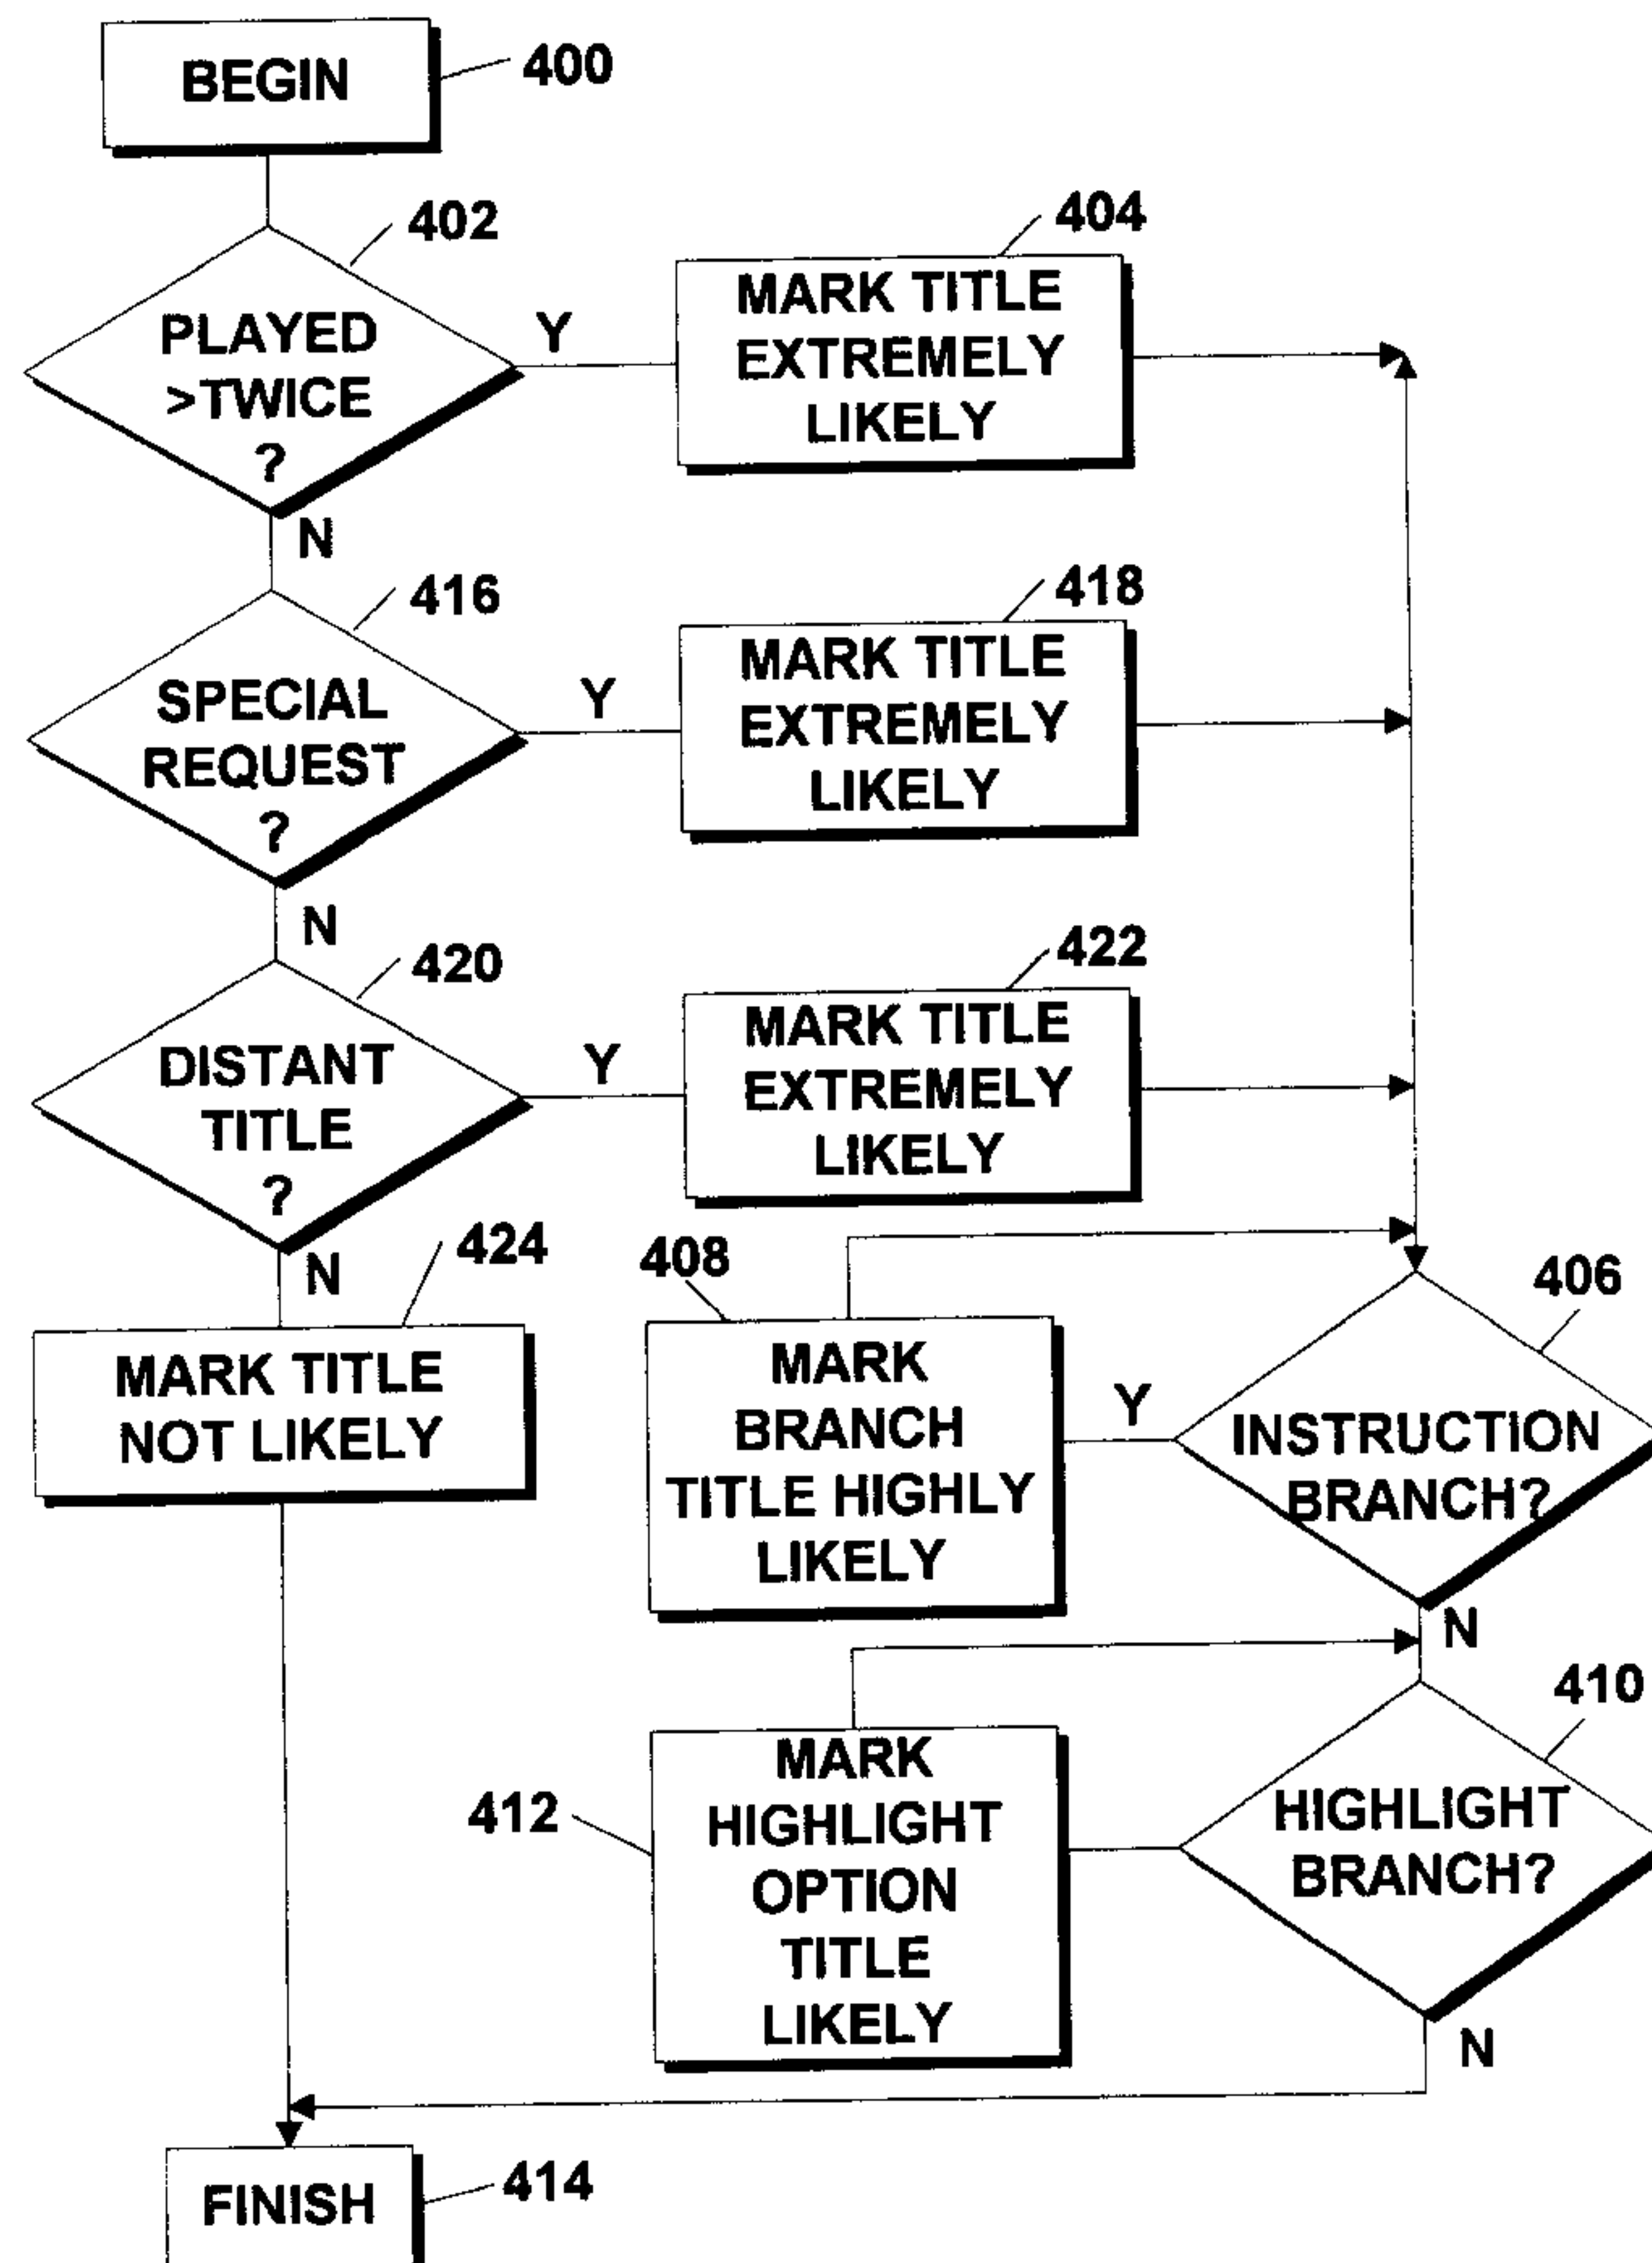 BEGIN
400
402
PLAYED
>TWICE
?
Y
N
404
MARK TITLE
EXTREMELY
LIKELY
416
SPECIAL
REQUEST
?
Y
N
418
MARK TITLE
EXTREMELY
LIKELY
420
DISTANT
TITLE
?
Y
N
422
MARK TITLE
EXTREMELY
LIKELY
424
MARK TITLE
NOT LIKELY
408
MARK
BRANCH
TITLE HIGHLY
LIKELY
406
Y
INSTRUCTION
BRANCH?
N
412
MARK
HIGHLIGHT
OPTION
TITLE
LIKELY
410
HIGHLIGHT
BRANCH?
N
FINISH
414